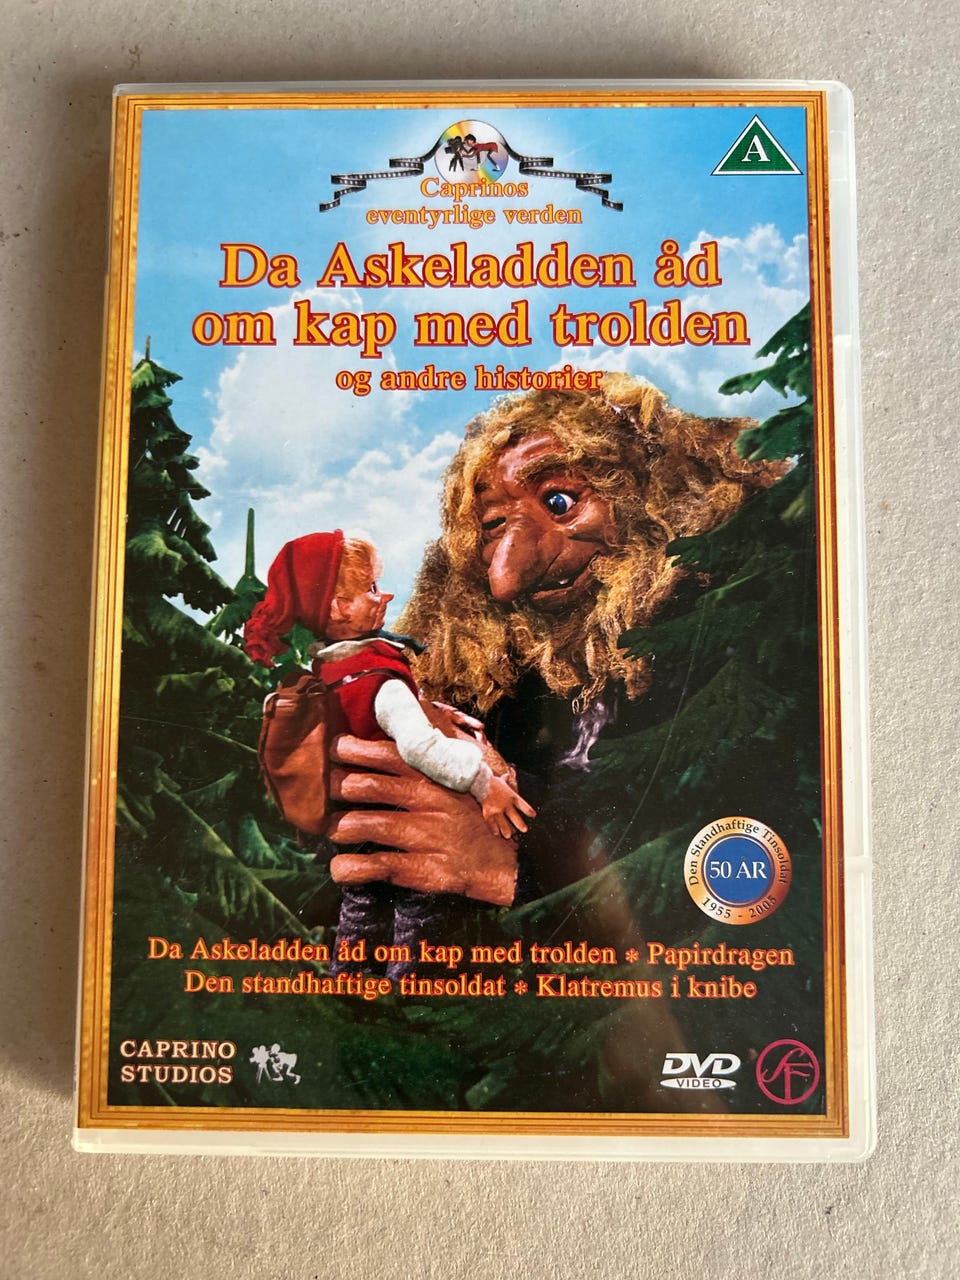 A
Caprinos
eventyrlige verden
Da Askeladden åd
om kap med trolden
og andre historier
Den Standhaftige Tinsoldat
50 ÅR
1955 - 2005
Da Askeladden åd om kap med trolden * Papirdragen
Den standhaftige tinsoldat * Klatremus i knibe
CAPRINO
STUDIOS
DVD
VIDEO
SF